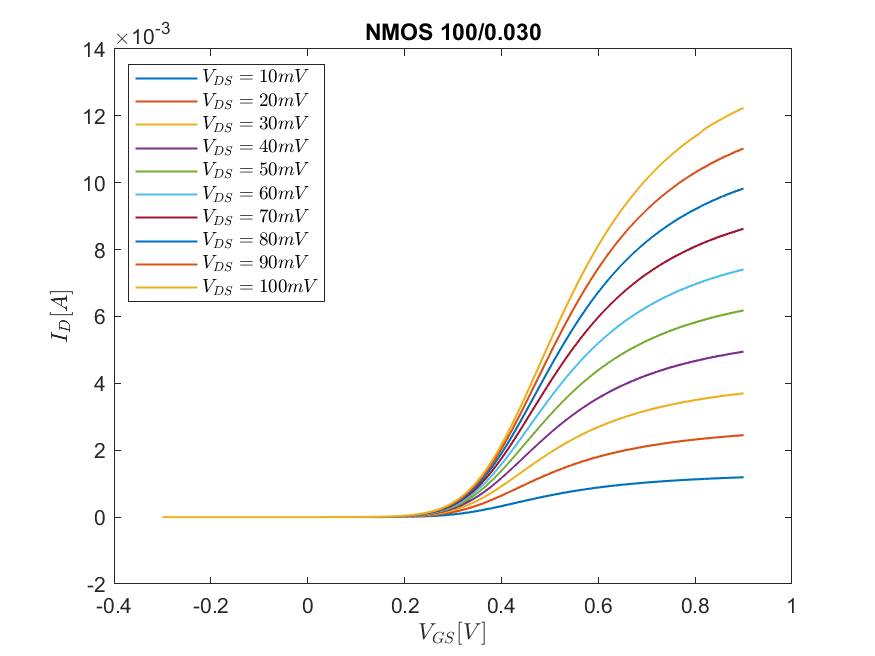 NMOS 100/0.030
×10⁻³
14
12
10
8
6
4
2
0
-2
I_D[A]
V_DS = 10mV
V_DS = 20mV
V_DS = 30mV
V_DS = 40mV
V_DS = 50mV
V_DS = 60mV
V_DS = 70mV
V_DS = 80mV
V_DS = 90mV
V_DS = 100mV
-0.4 -0.2 0 0.2 0.4 0.6 0.8 1
V_GS[V]